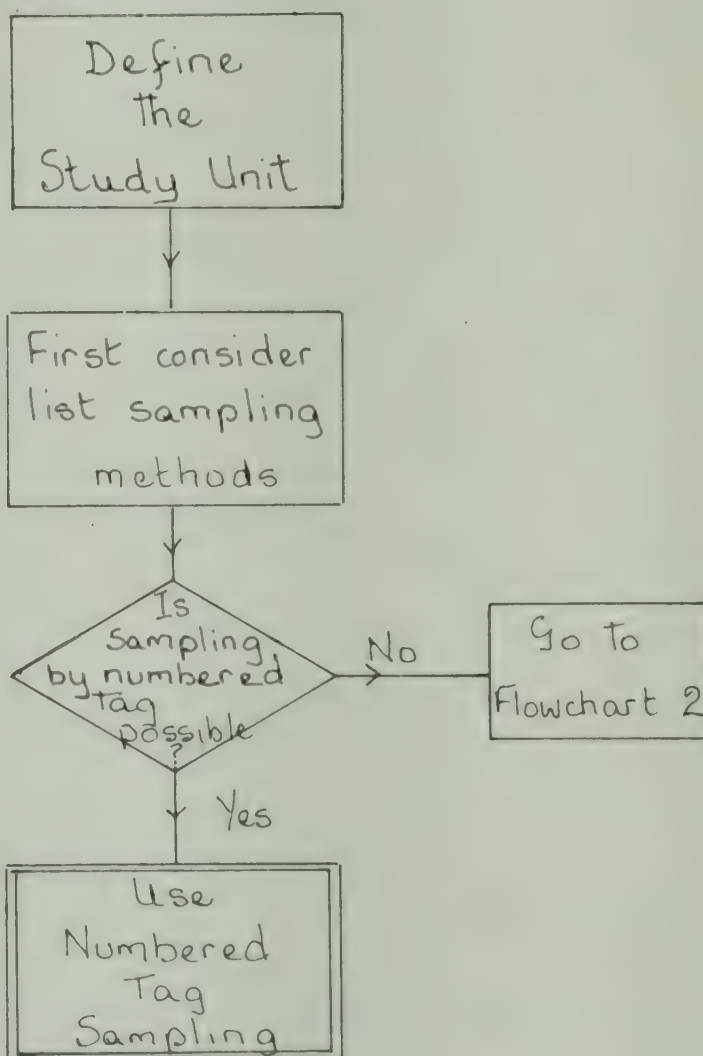 Define
the
Study Unit
First consider
list sampling
methods
Is
Sampling
by numbered
Tag
possible
?
No
Go To
Flowchart 2
Yes
Use
Numbered
Tag
Sampling